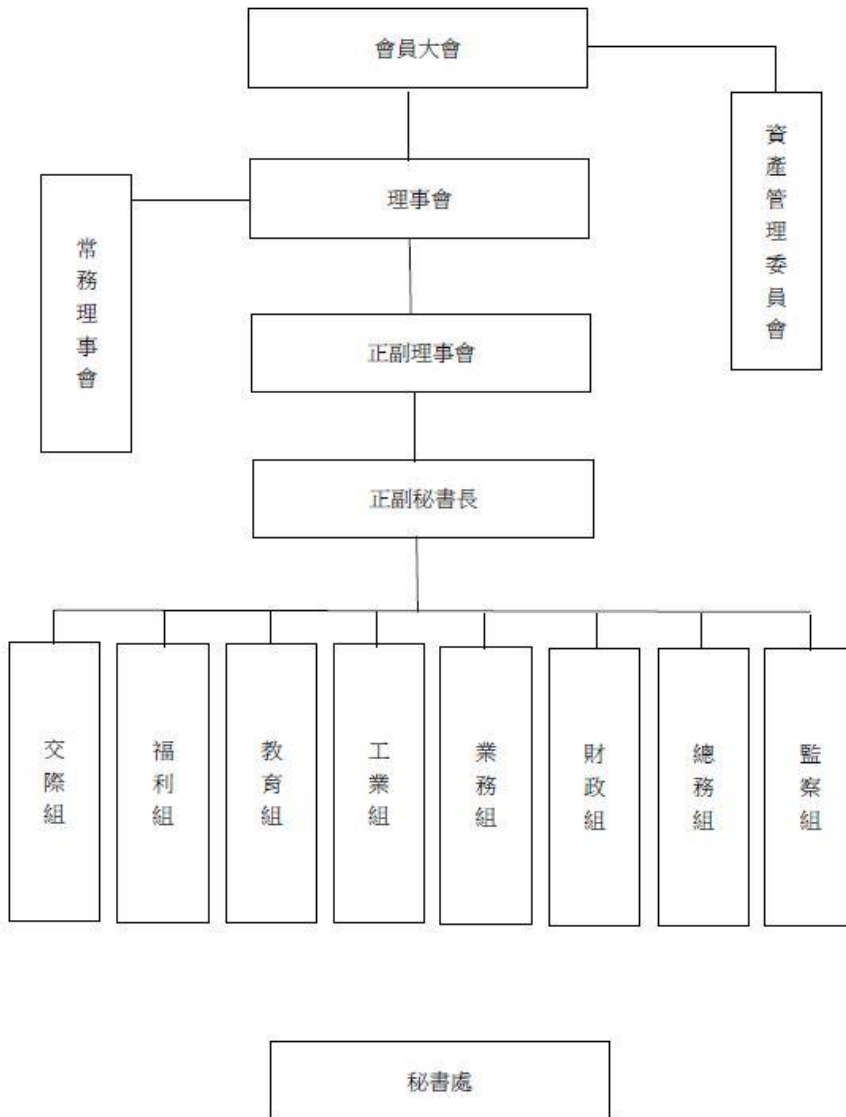 會員大會
資產管理委員會
理事會
常務理事會
正副理事會
正副秘書長
交際組
福利組
教育組
工業組
業務組
財政組
總務組
監察組
秘書處